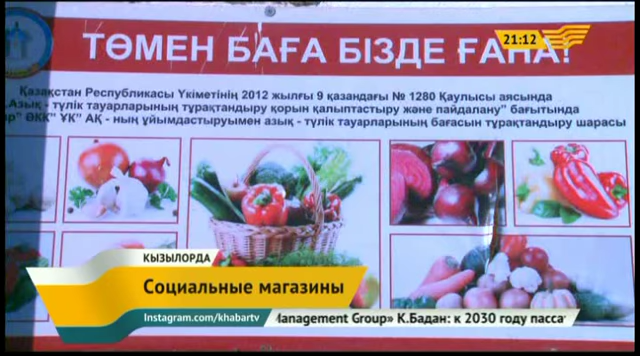 21:12
ТӨМЕН БАҒА БІЗДЕ ҒАНА!
Қазақстан Республикасы Үкіметінің 2012 жылғы 9 қазандағы № 1280 Қаулысы аясында
"Азық - түлік тауарларының тұрақтандыру қорын қалыптастыру және пайдалану" бағытында
ӨКК" ҰК" АҚ - ның ұйымдастыруымен азық - түлік тауарларының бағасын тұрақтандыру шарасы
КЫЗЫЛОРДА
Социальные магазины
Instagram.com/khabartv
Management Group» К.Бадан: к 2030 году